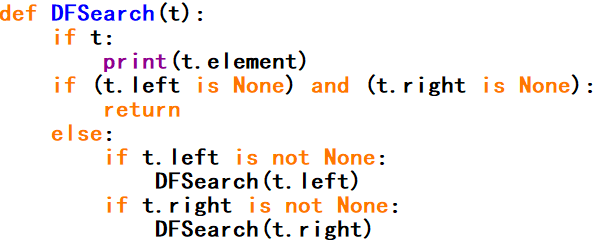 def DFSearch(t):
    if t:
        print(t.element)
    if (t.left is None) and (t.right is None):
        return
    else:
        if t.left is not None:
            DFSearch(t.left)
        if t.right is not None:
            DFSearch(t.right)